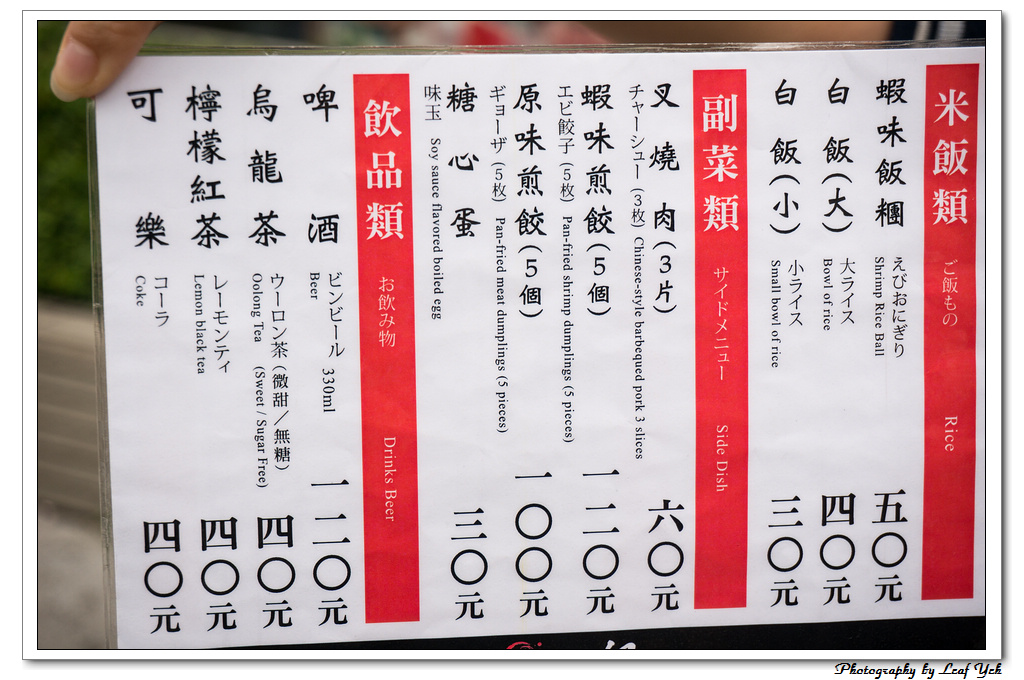 米飯類 ご飯もの Rice
蝦味飯糰 えびおにぎり 五〇元
Shrimp Rice Ball
白飯(大) 大ライス 四〇元
Bowl of rice
白飯(小) 小ライス 三〇元
Small bowl of rice
副菜類 サイドメニュー Side Dish
叉燒肉(3片) 六〇元
チャーシュー(3枚) Chinese-style barbequed pork 3 slices
蝦味煎餃(5個) 一二〇元
エビ餃子(5枚) Pan-fried shrimp dumplings (5 pieces)
原味煎餃(5個) 一〇〇元
ギョーザ(5枚) Pan-fried meat dumplings (5 pieces)
糖心蛋 三〇元
味玉 Soy sauce flavored boiled egg
飲品類 お飲み物 Drinks Beer
啤酒 ビンビール 330ml 一二〇元
Beer
烏龍茶 ウーロン茶(微甜／無糖) 四〇元
Oolong Tea (Sweet / Sugar Free)
檸檬紅茶 レーモンティ 四〇元
Lemon black tea
可樂 コーラ 四〇元
Coke
Photography by Leaf Yeh